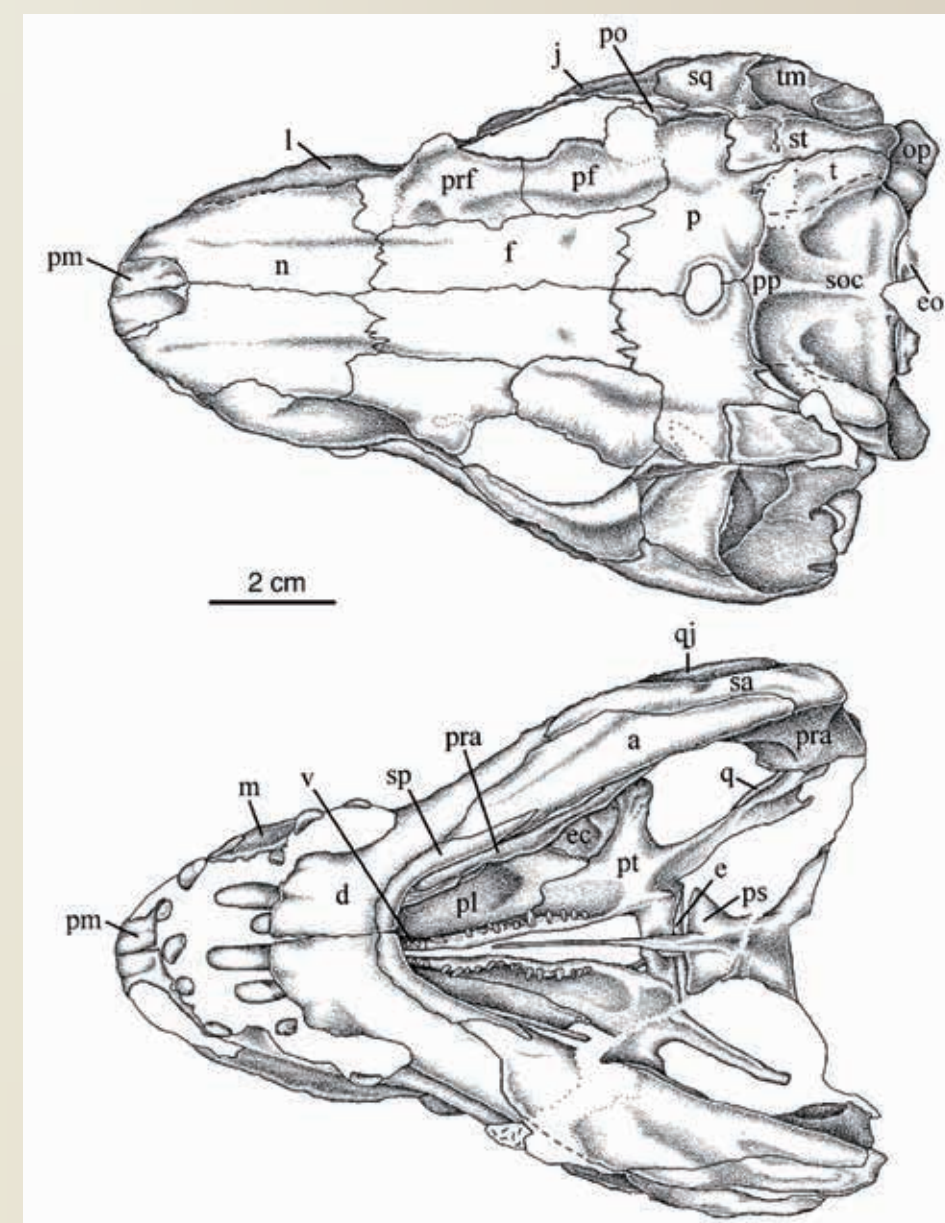 po
j sq tm
l st op
prf pf t
p
pm n f pp soc eo
2 cm
qj
sa
pra a pra
v sp q
m ec
pt e
d pl ps
pm